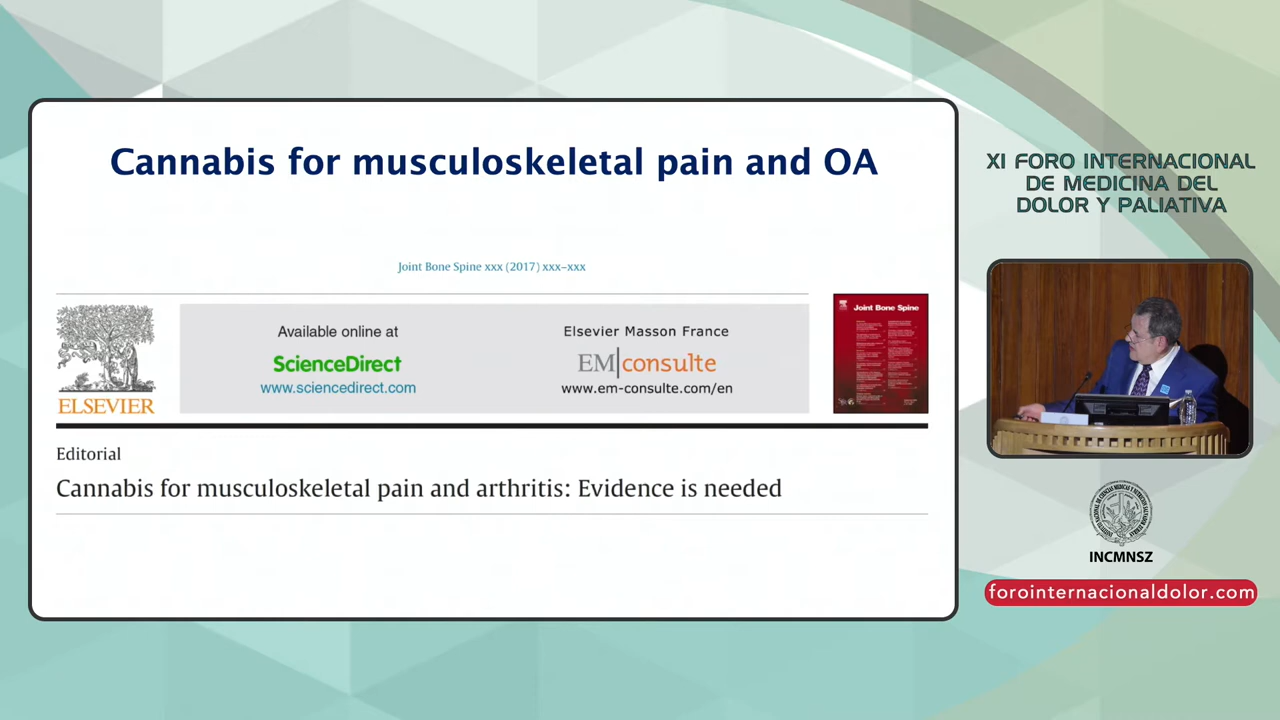 Cannabis for musculoskeletal pain and OA
Joint Bone Spine xxx (2017) xxx–xxx
ELSEVIER
Available online at
ScienceDirect
www.sciencedirect.com
Elsevier Masson France
EM|consulte
www.em-consulte.com/en
Joint Bone Spine
Editorial
Cannabis for musculoskeletal pain and arthritis: Evidence is needed
XI FORO INTERNACIONAL
DE MEDICINA DEL
DOLOR Y PALIATIVA
INCMNSZ
forointernacionaldolor.com